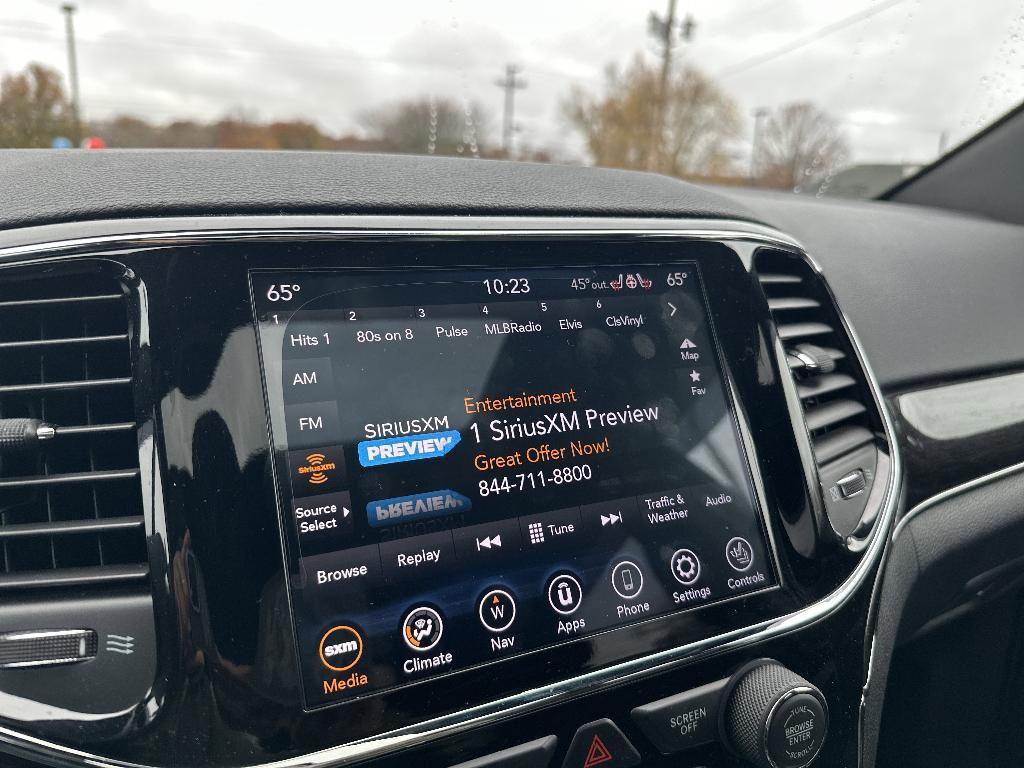 65° 10:23 45° out. 65°
1 2 3 4 5 6
Hits 1 80s on 8 Pulse MLBRadio Elvis ClsVinyl
Map
AM
Fav
FM
SIRIUSXM
PREVIEW
Entertainment
1 SiriusXM Preview
Great Offer Now!
844-711-8800
SiriusXM
Source
Select
PREVIEW
SIRIUSXM
Browse Replay Tune Traffic &
Weather Audio
sxm
Media
Climate
W
Nav
Apps
Phone
Settings
Controls
SCREEN
OFF
TUNE
BROWSE
ENTER
SCROLL